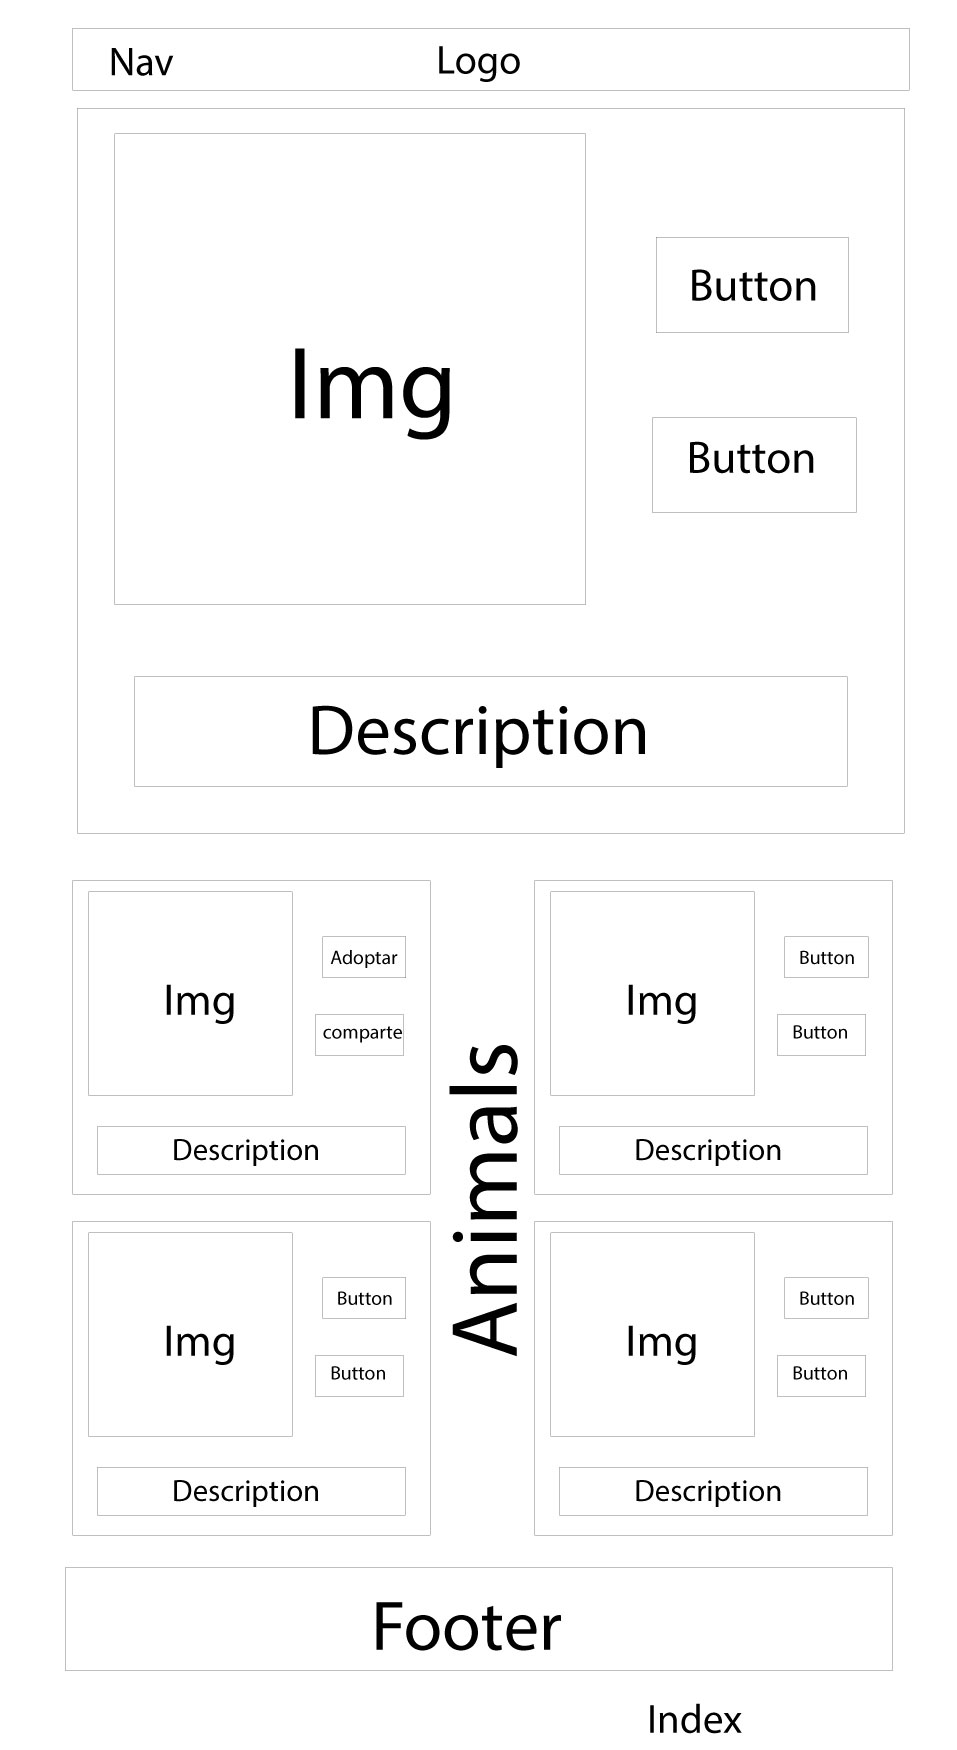 Nav
Logo
Img
Button
Button
Description
Img
Adoptar
comparte
Description
Img
Button
Button
Description
Animals
Img
Button
Button
Description
Img
Button
Button
Description
Footer
Index